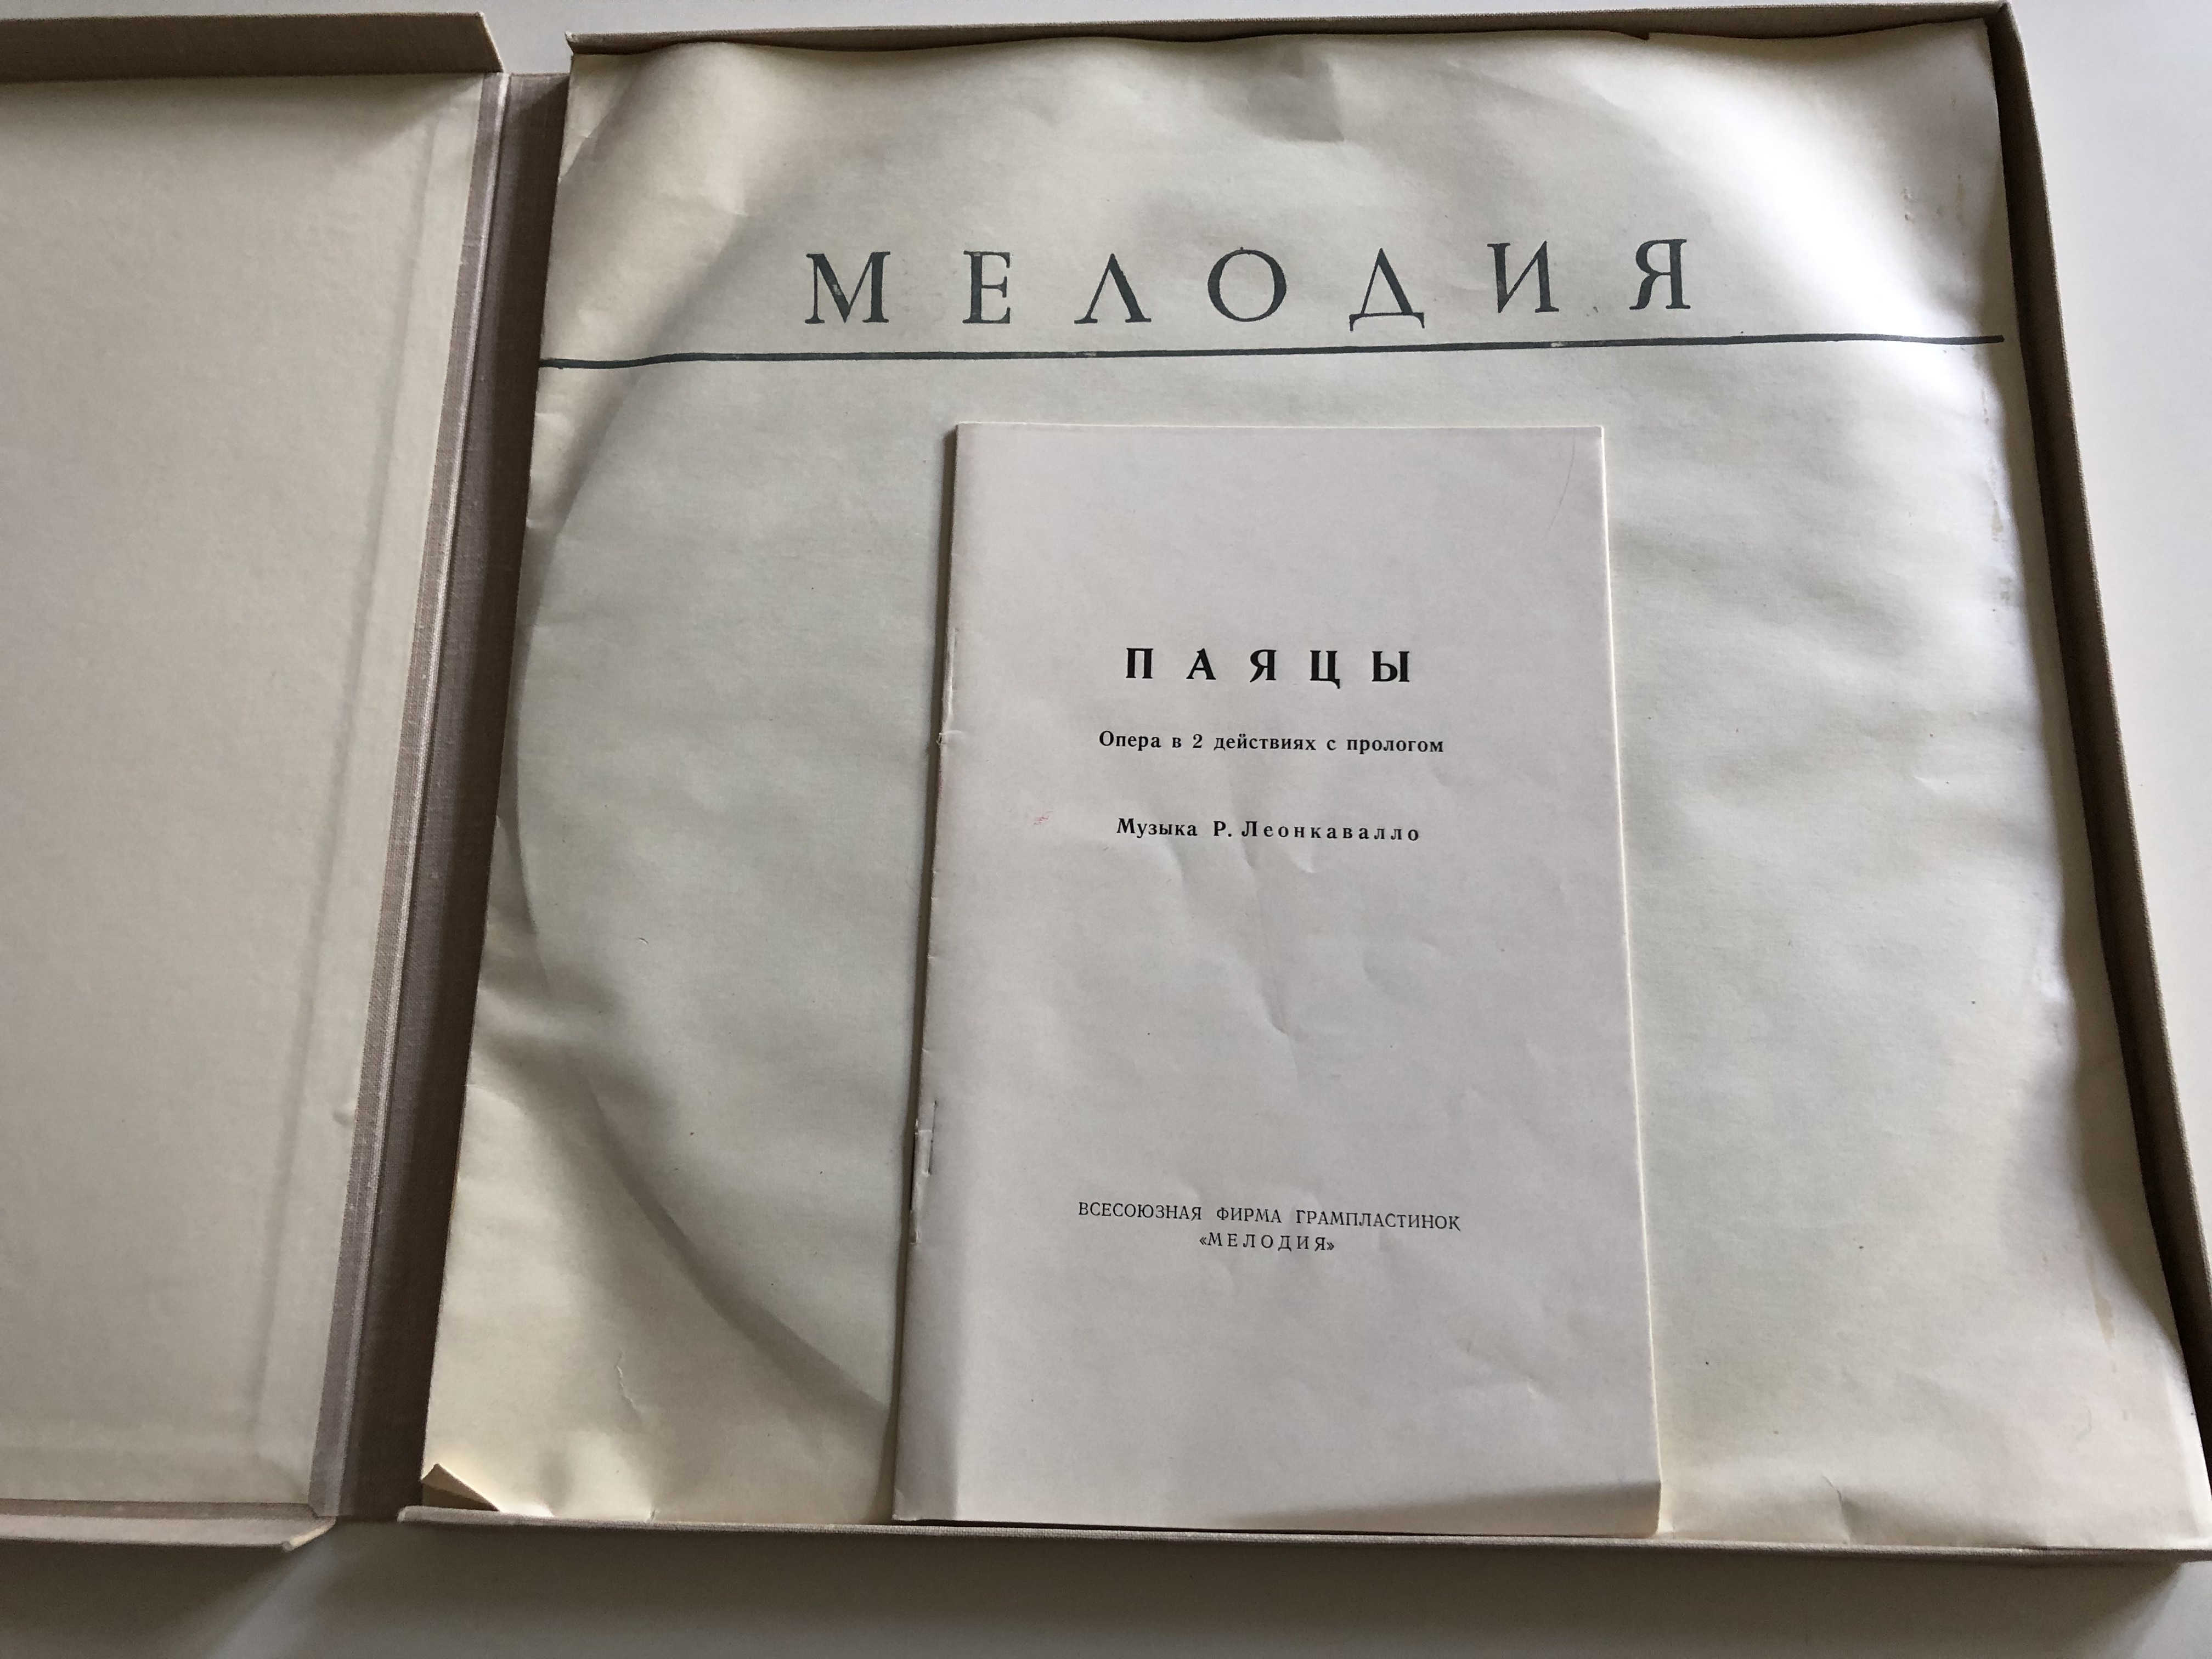 МЕЛОДИЯ
ПАЯЦЫ
Опера в 2 действиях с прологом
Музыка Р. Леонкавалло
ВСЕСОЮЗНАЯ ФИРМА ГРАМПЛАСТИНОК
«МЕЛОДИЯ»